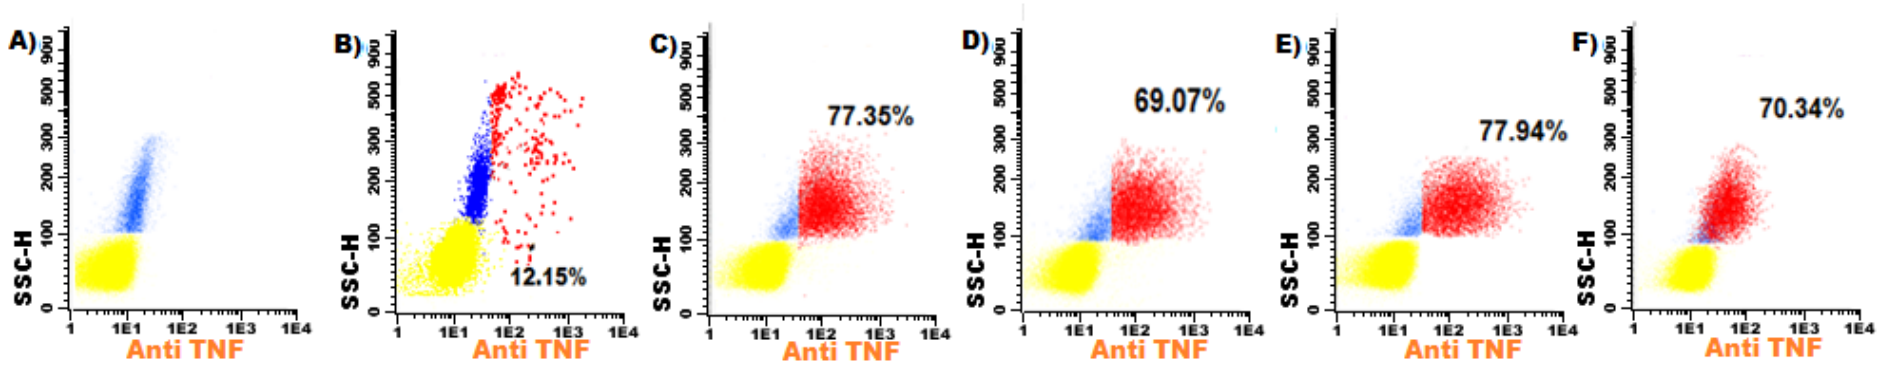 A)
900
500
300
200
100
0
SSC-H
1
1E1
1E2
1E3
1E4
Anti TNF
B)
900
500
300
200
100
0
SSC-H
12.15%
1
1E1
1E2
1E3
1E4
Anti TNF
C)
900
500
300
200
100
0
SSC-H
77.35%
1
1E1
1E2
1E3
1E4
Anti TNF
D)
900
500
300
200
100
0
SSC-H
69.07%
1
1E1
1E2
1E3
1E4
Anti TNF
E)
900
500
300
200
100
0
SSC-H
77.94%
1
1E1
1E2
1E3
1E4
Anti TNF
F)
900
500
300
200
100
0
SSC-H
70.34%
1
1E1
1E2
1E3
1E4
Anti TNF